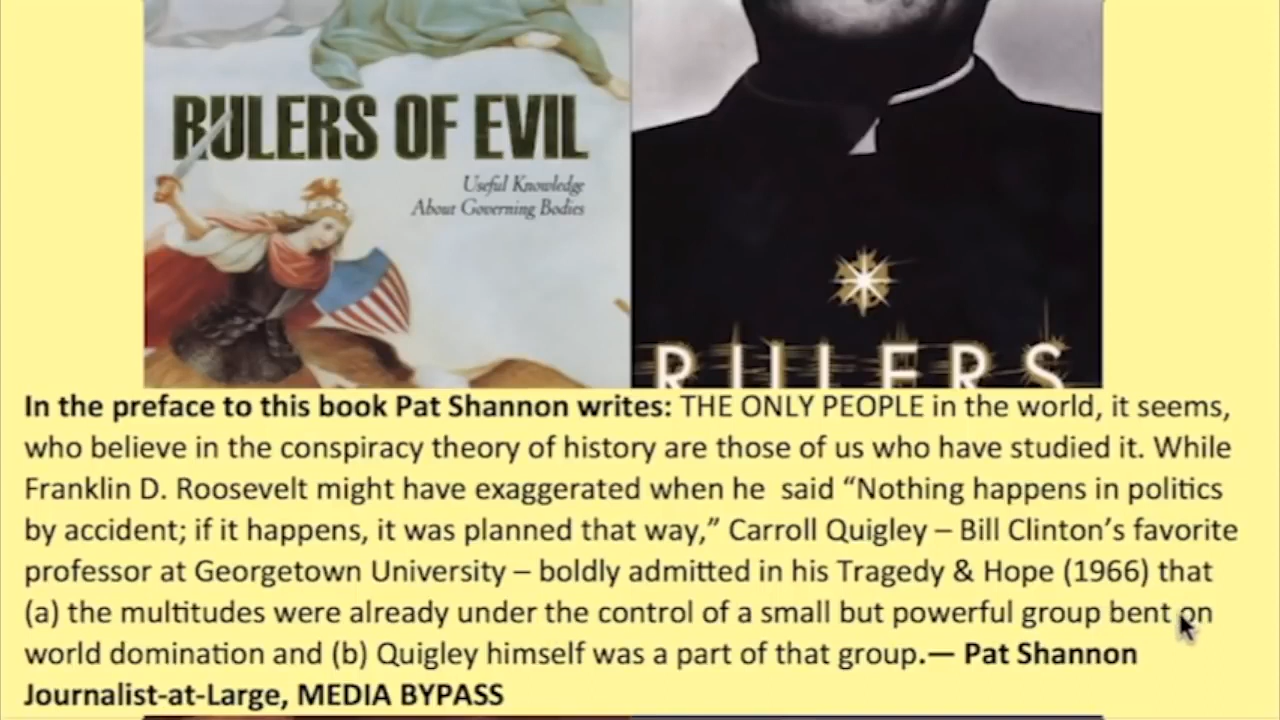 RULERS OF EVIL
Useful Knowledge
About Governing Bodies
RULERS
In the preface to this book Pat Shannon writes: THE ONLY PEOPLE in the world, it seems,
who believe in the conspiracy theory of history are those of us who have studied it. While
Franklin D. Roosevelt might have exaggerated when he  said “Nothing happens in politics
by accident; if it happens, it was planned that way,” Carroll Quigley – Bill Clinton’s favorite
professor at Georgetown University – boldly admitted in his Tragedy & Hope (1966) that
(a) the multitudes were already under the control of a small but powerful group bent on
world domination and (b) Quigley himself was a part of that group.— Pat Shannon
Journalist-at-Large, MEDIA BYPASS